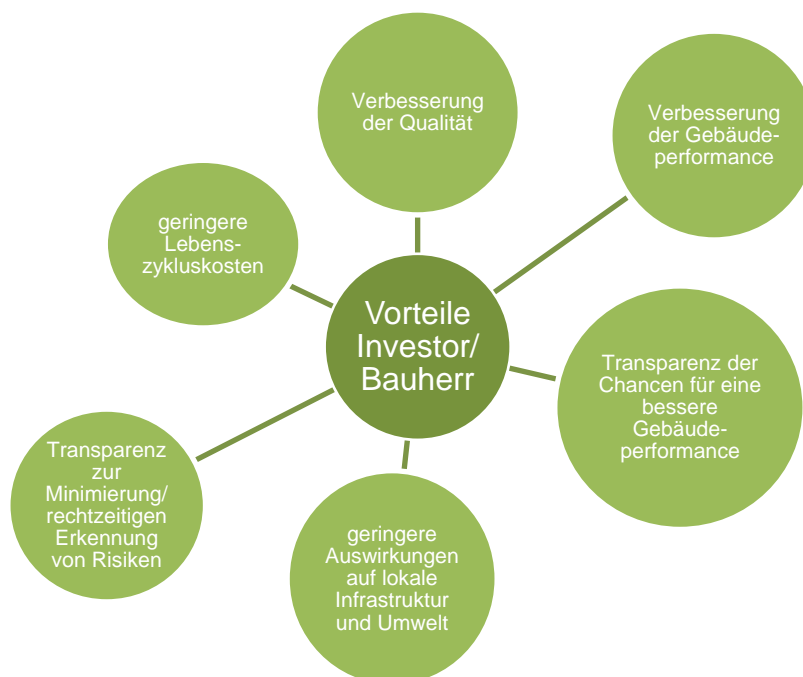 Verbesserung
der Qualität
Verbesserung
der Gebäude-
performance
geringere
Lebens-
zykluskosten
Vorteile
Investor/
Bauherr
Transparenz der
Chancen für eine
bessere
Gebäude-
performance
Transparenz
zur
Minimierung/
rechtzeitigen
Erkennung
von Risiken
geringere
Auswirkungen
auf lokale
Infrastruktur
und Umwelt